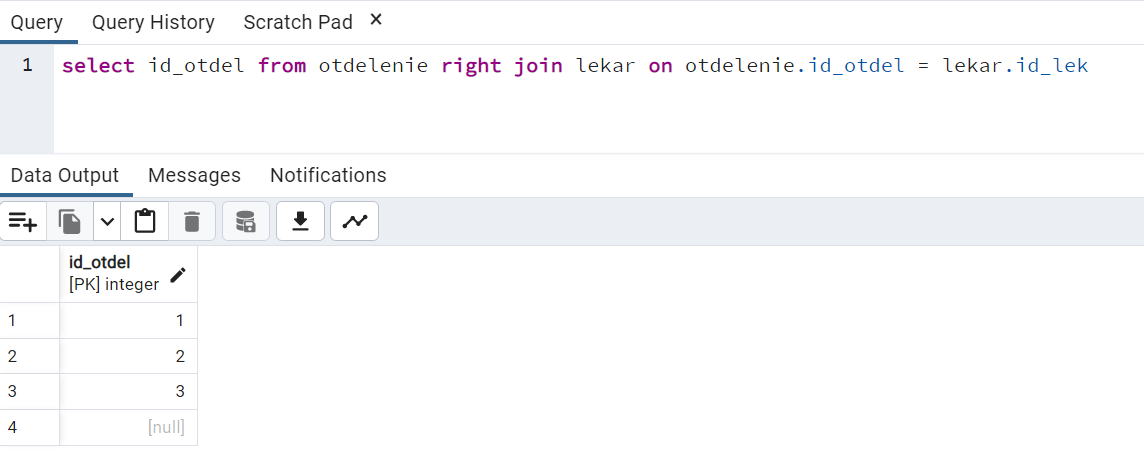 Query Query History Scratch Pad ×
1 select id_otdel from otdelenie right join lekar on otdelenie.id_otdel = lekar.id_lek
Data Output Messages Notifications
id_otdel
[PK] integer
1 1
2 2
3 3
4 [null]